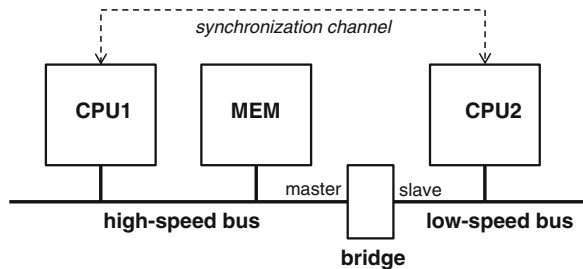 synchronization channel
CPU1
MEM
CPU2
master
slave
high-speed bus
low-speed bus
bridge